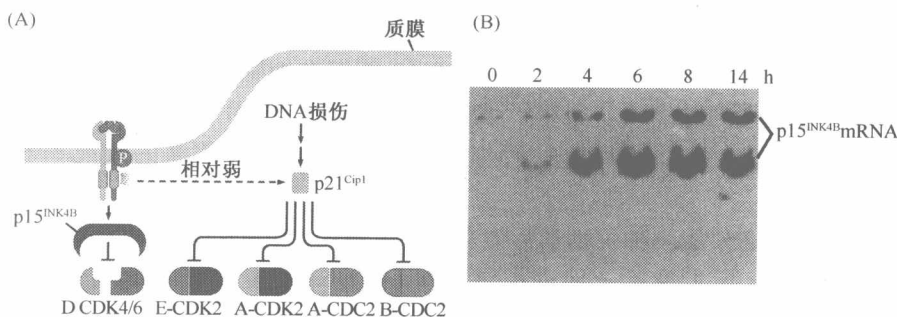 (A)
质膜
DNA损伤
相对弱
p21Cip1
P
p15INK4B
D CDK4/6 E-CDK2 A-CDK2 A-CDC2 B-CDC2
(B)
0 2 4 6 8 14 h
p15INK4BmRNA